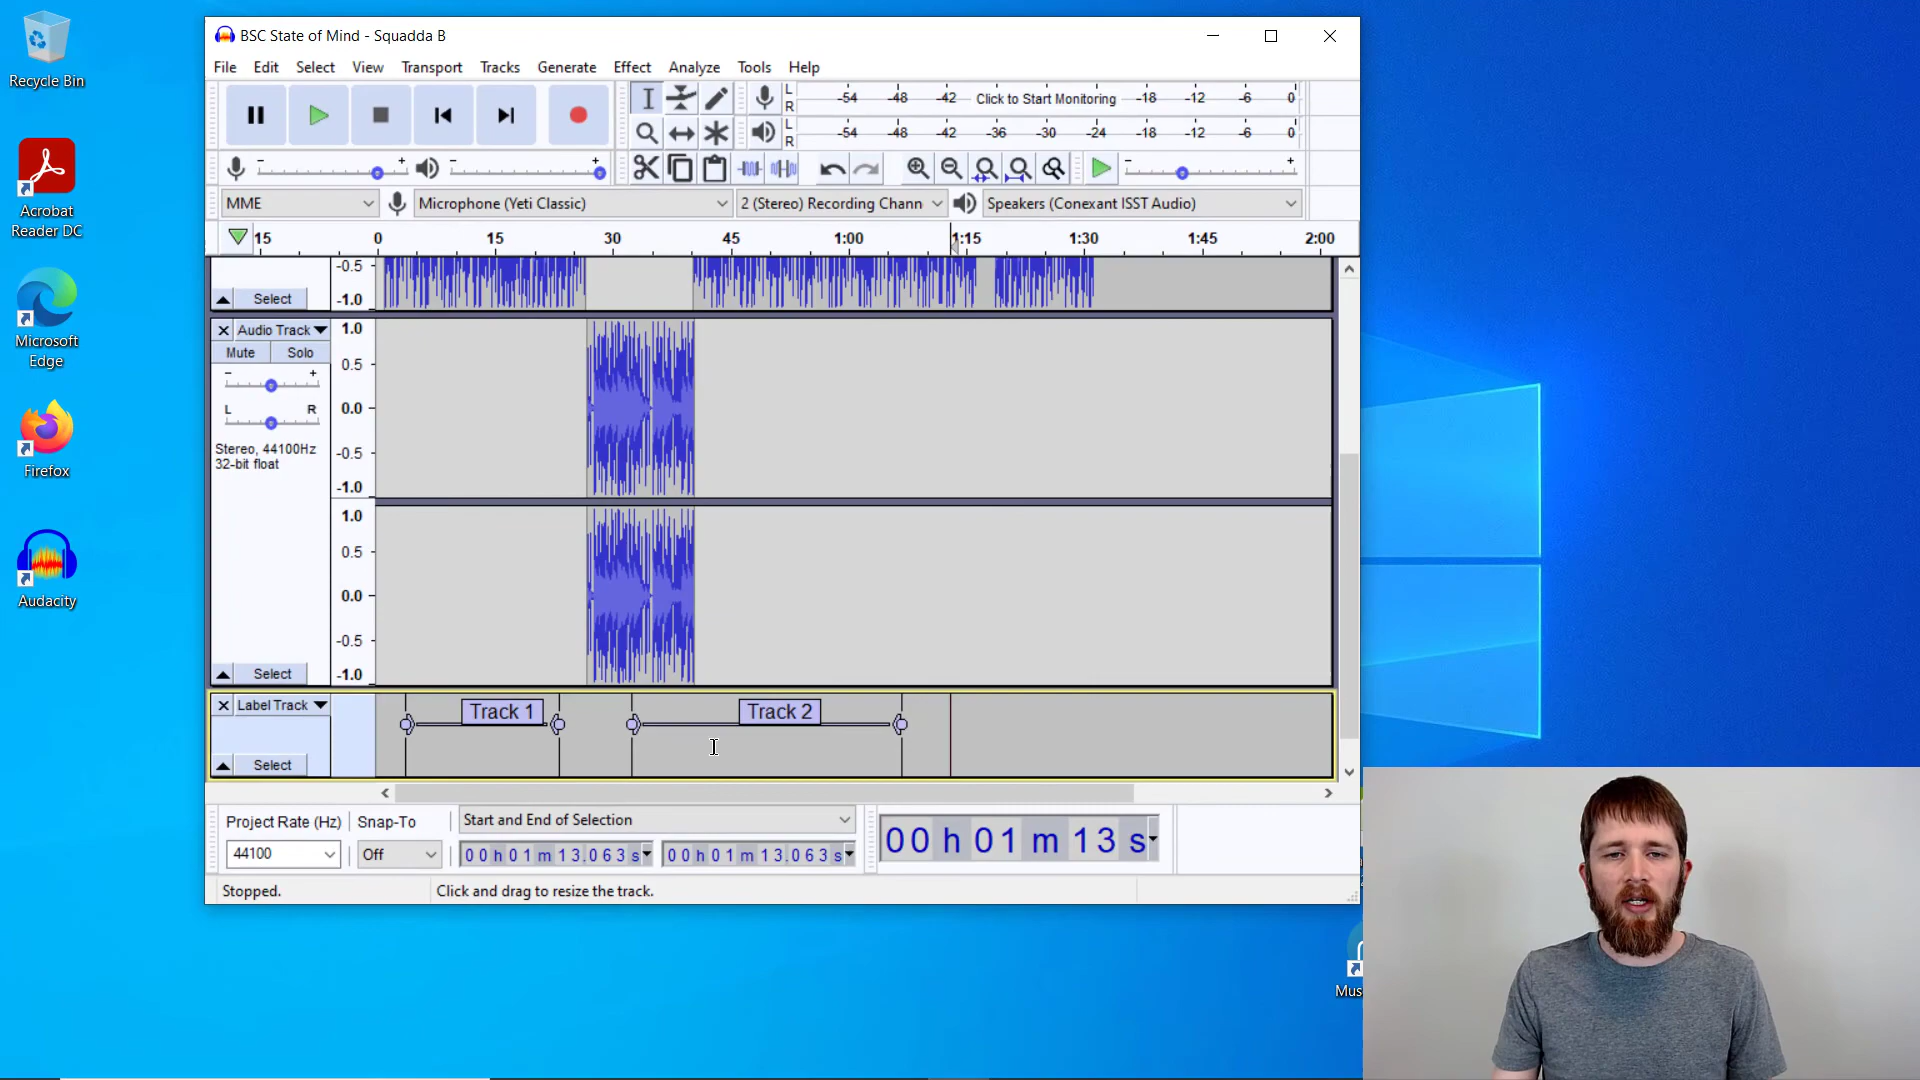 Recycle Bin
Acrobat
Reader DC
Microsoft
Edge
Firefox
Audacity
BSC State of Mind - Squadda B
File Edit Select View Transport Tracks Generate Effect Analyze Tools Help
L
R
-54 -48 -42 Click to Start Monitoring -18 -12 -6 0
L
R
-54 -48 -42 -36 -30 -24 -18 -12 -6 0
- + - + - +
MME Microphone (Yeti Classic) 2 (Stereo) Recording Chann Speakers (Conexant ISST Audio)
15 0 15 30 45 1:00 1:15 1:30 1:45 2:00
-0.5
Select -1.0
Audio Track 1.0
Mute Solo
- + 0.5
L R 0.0
Stereo, 44100Hz -0.5
32-bit float
-1.0
1.0
0.5
0.0
-0.5
Select -1.0
Label Track Track 1 Track 2
Select
Project Rate (Hz) Snap-To Start and End of Selection
44100 Off 00 h 01 m 13.063 s 00 h 01 m 13.063 s
00 h 01 m 13 s
Stopped. Click and drag to resize the track.
Mus